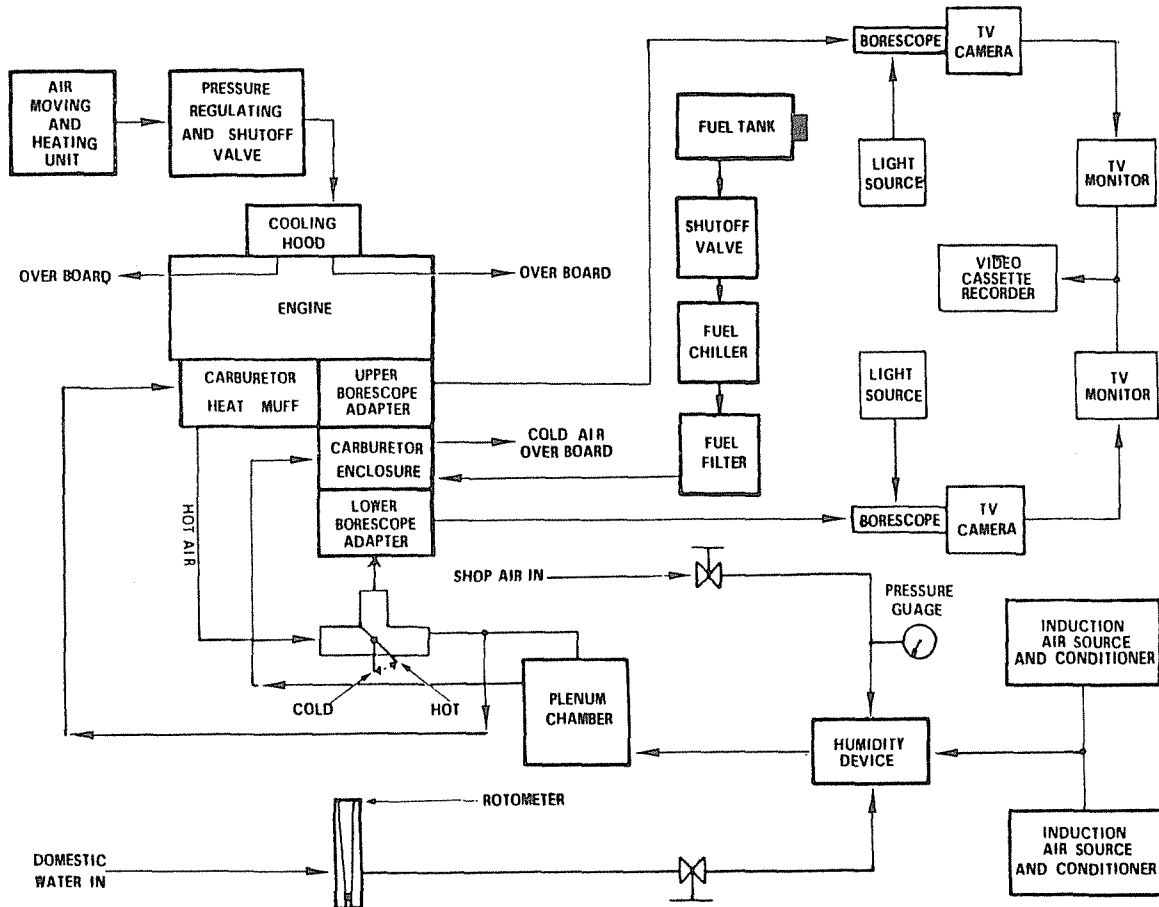 AIR
MOVING
AND
HEATING
UNIT
PRESSURE
REGULATING
AND SHUTOFF
VALVE
COOLING
HOOD
OVER BOARD
OVER BOARD
ENGINE
CARBURETOR
HEAT MUFF
UPPER
BORESCOPE
ADAPTER
CARBURETOR
ENCLOSURE
LOWER
BORESCOPE
ADAPTER
COLD AIR
OVER BOARD
HOT AIR
COLD
HOT
FUEL TANK
SHUTOFF
VALVE
FUEL
CHILLER
FUEL
FILTER
BORESCOPE
TV
CAMERA
LIGHT
SOURCE
TV
MONITOR
VIDEO
CASSETTE
RECORDER
LIGHT
SOURCE
TV
MONITOR
BORESCOPE
TV
CAMERA
SHOP AIR IN
PRESSURE
GUAGE
INDUCTION
AIR SOURCE
AND CONDITIONER
PLENUM
CHAMBER
HUMIDITY
DEVICE
ROTOMETER
DOMESTIC
WATER IN
INDUCTION
AIR SOURCE
AND CONDITIONER